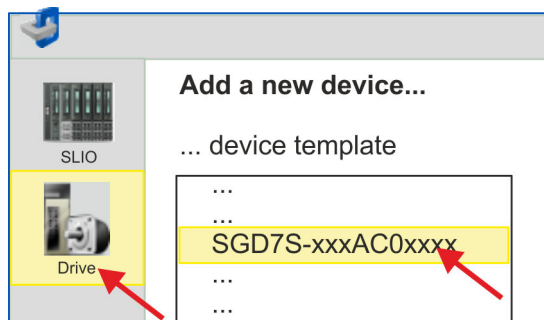 Add a new device...
SLIO
... device template
...
...
SGD7S-xxxAC0xxxx
Drive
...
...